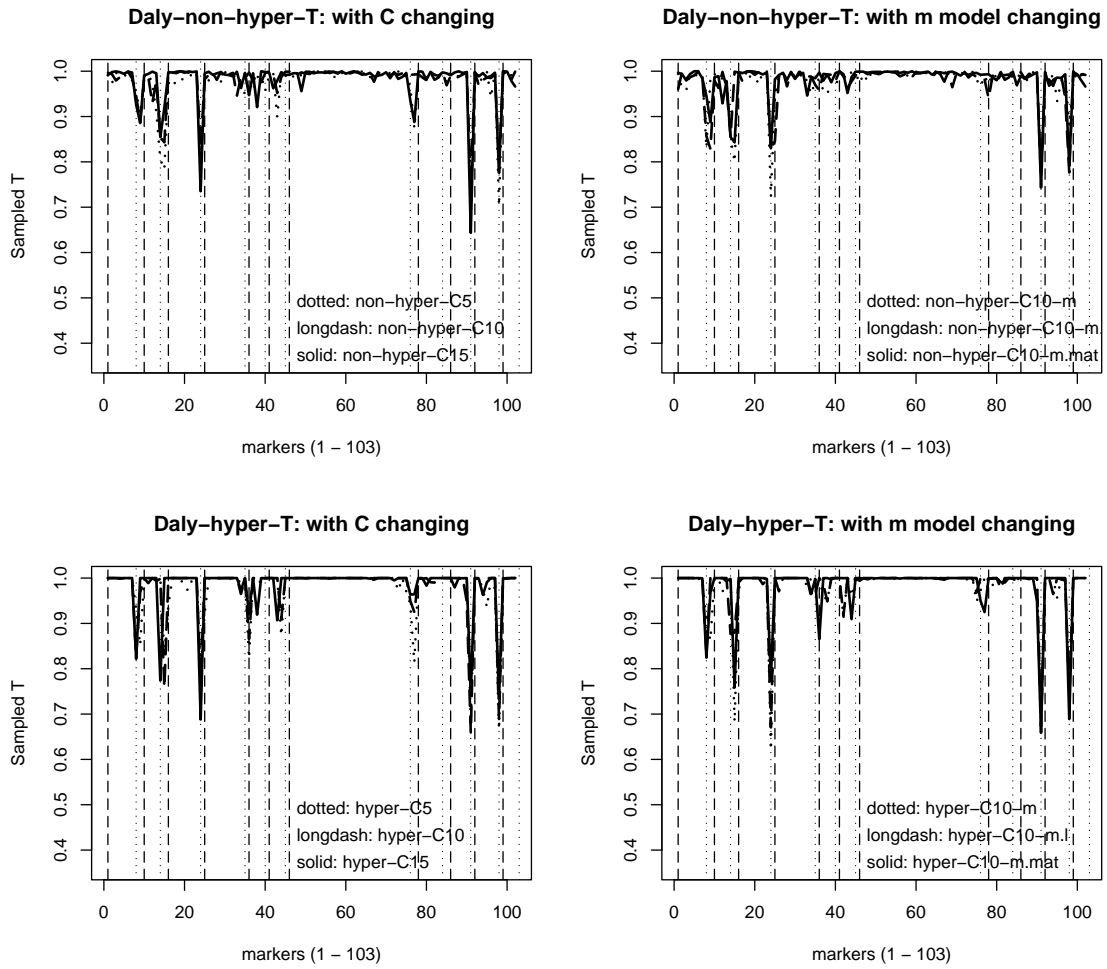 Daly−non−hyper−T: with C changing
Sampled T
1.0
0.9
0.8
0.7
0.6
0.5
0.4
dotted: non−hyper−C5
longdash: non−hyper−C10
solid: non−hyper−C15
0 20 40 60 80 100
markers (1 − 103)
Daly−non−hyper−T: with m model changing
Sampled T
1.0
0.9
0.8
0.7
0.6
0.5
0.4
dotted: non−hyper−C10−m
longdash: non−hyper−C10−m.
solid: non−hyper−C10−m.mat
0 20 40 60 80 100
markers (1 − 103)
Daly−hyper−T: with C changing
Sampled T
1.0
0.9
0.8
0.7
0.6
0.5
0.4
dotted: hyper−C5
longdash: hyper−C10
solid: hyper−C15
0 20 40 60 80 100
markers (1 − 103)
Daly−hyper−T: with m model changing
Sampled T
1.0
0.9
0.8
0.7
0.6
0.5
0.4
dotted: hyper−C10−m
longdash: hyper−C10−m.l
solid: hyper−C10−m.mat
0 20 40 60 80 100
markers (1 − 103)